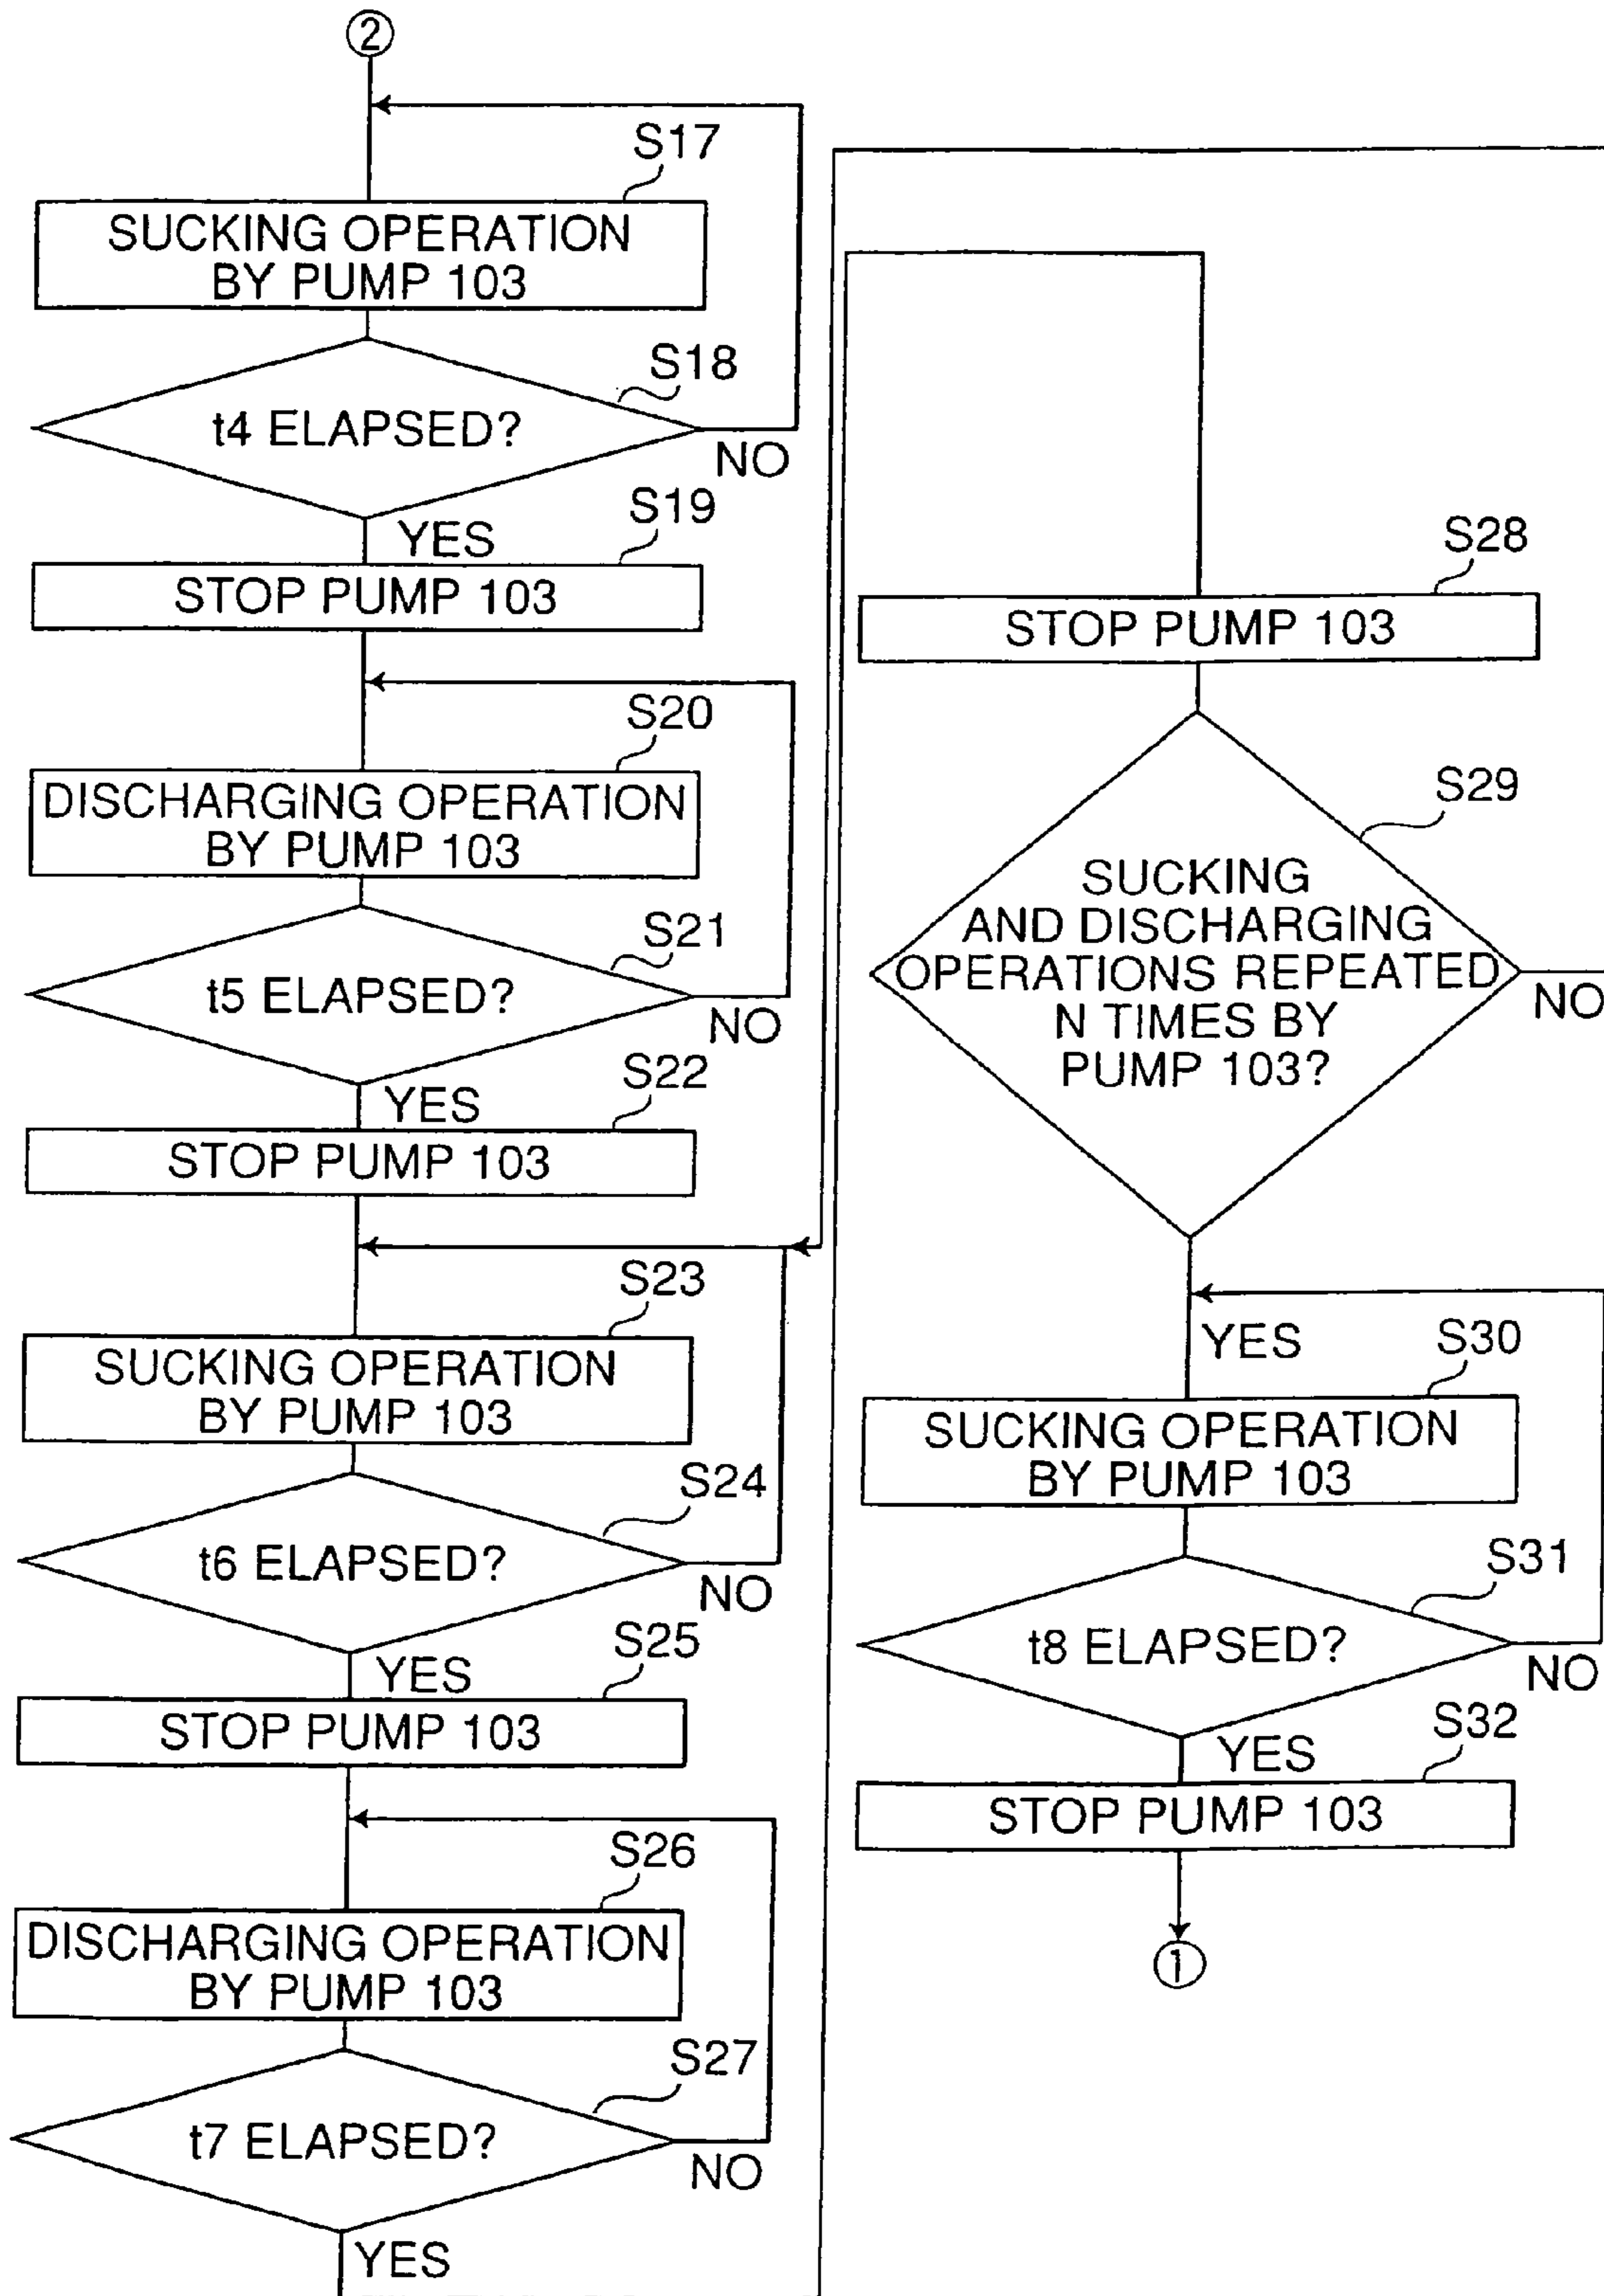 ②
S17
SUCKING OPERATION
BY PUMP 103
S18
t4 ELAPSED?
NO
YES
S19
STOP PUMP 103
S20
DISCHARGING OPERATION
BY PUMP 103
S21
t5 ELAPSED?
NO
YES
S22
STOP PUMP 103
S23
SUCKING OPERATION
BY PUMP 103
S24
t6 ELAPSED?
NO
YES
S25
STOP PUMP 103
S26
DISCHARGING OPERATION
BY PUMP 103
S27
t7 ELAPSED?
NO
YES
S28
STOP PUMP 103
S29
SUCKING
AND DISCHARGING
OPERATIONS REPEATED
N TIMES BY
PUMP 103?
NO
YES
S30
SUCKING OPERATION
BY PUMP 103
S31
t8 ELAPSED?
NO
YES
S32
STOP PUMP 103
①